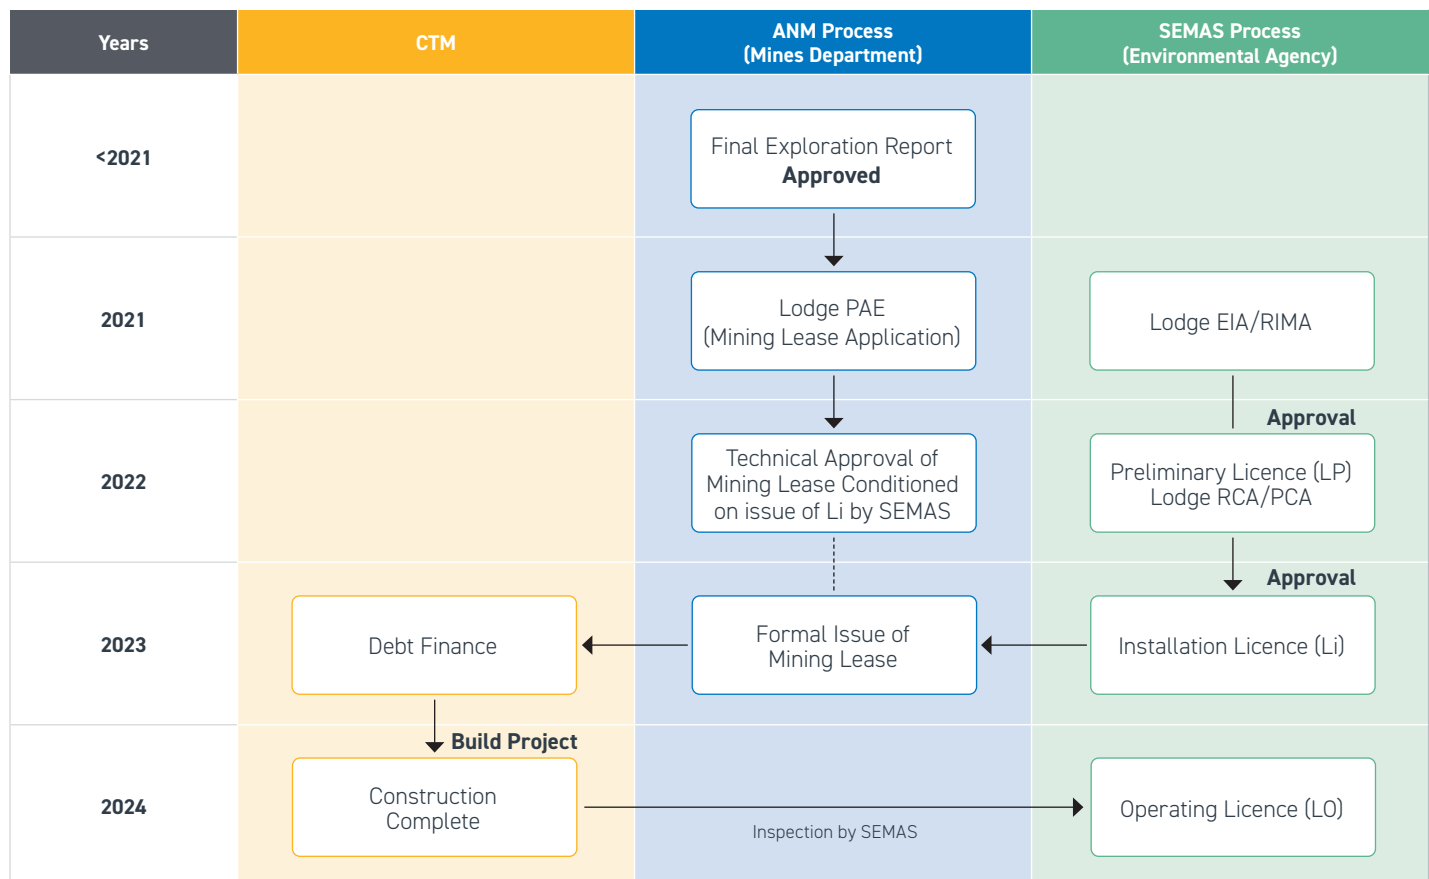 Years
CTM
ANM Process
(Mines Department)
SEMAS Process
(Environmental Agency)
<2021
Final Exploration Report
Approved
2021
Lodge PAE
(Mining Lease Application)
Lodge EIA/RIMA
Approval
2022
Technical Approval of
Mining Lease Conditioned
on issue of Li by SEMAS
Preliminary Licence (LP)
Lodge RCA/PCA
Approval
2023
Debt Finance
Formal Issue of
Mining Lease
Installation Licence (Li)
Build Project
2024
Construction
Complete
Inspection by SEMAS
Operating Licence (LO)